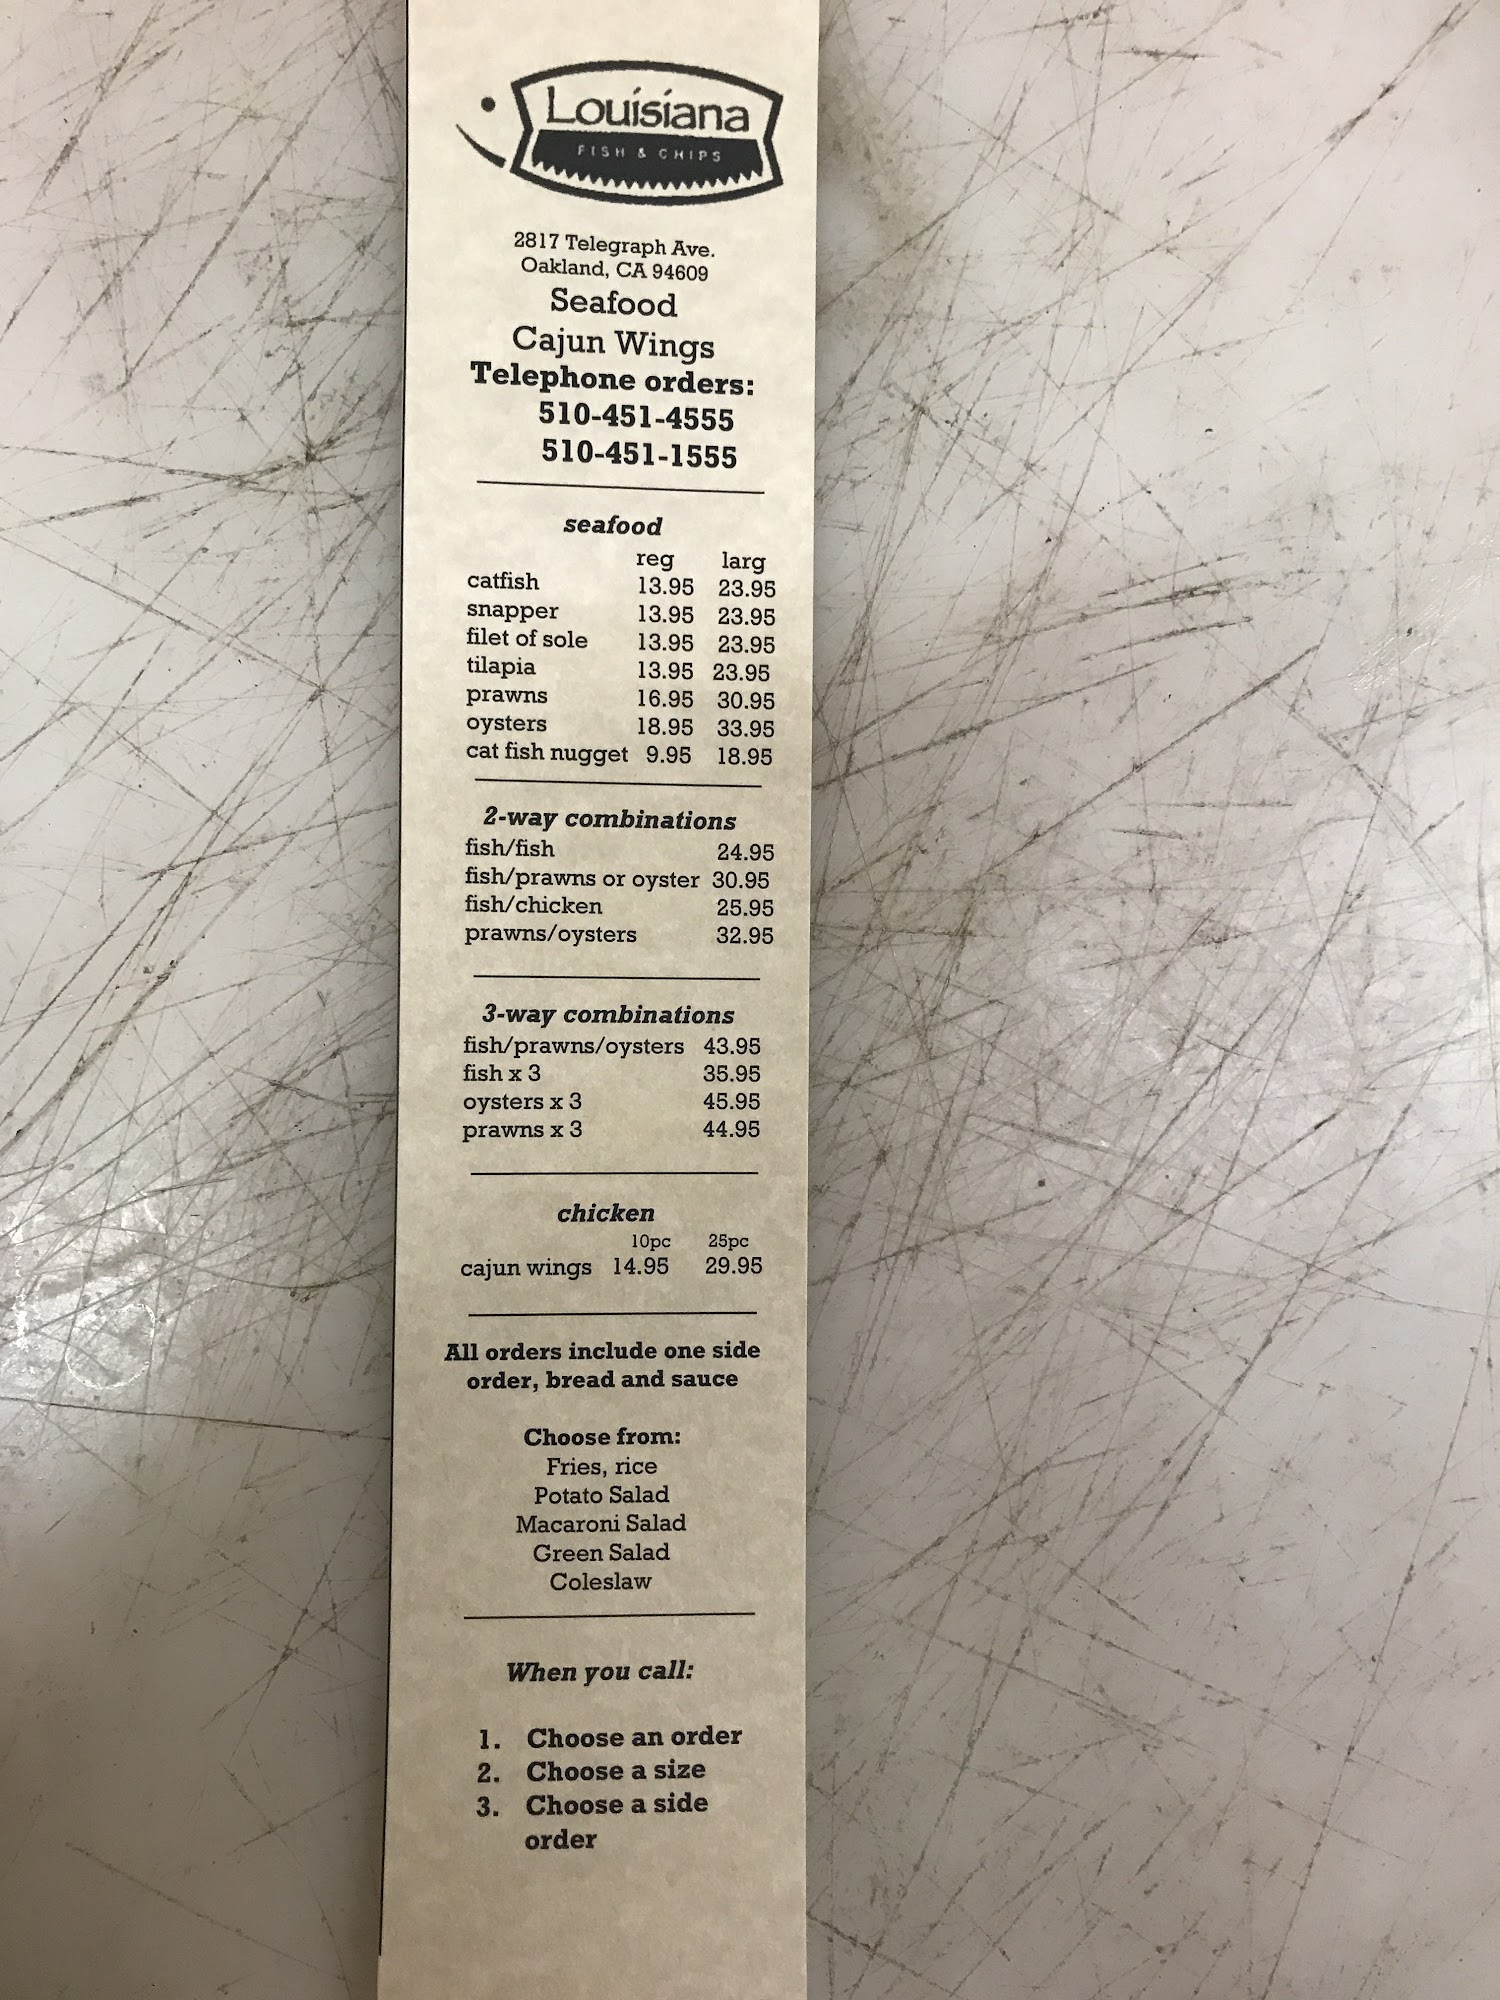 Louisiana
FISH & CHIPS
2817 Telegraph Ave.
Oakland, CA 94609
Seafood
Cajun Wings
Telephone orders:
510-451-4555
510-451-1555
seafood
reg larg
catfish 13.95 23.95
snapper 13.95 23.95
filet of sole 13.95 23.95
tilapia 13.95 23.95
prawns 16.95 30.95
oysters 18.95 33.95
cat fish nugget 9.95 18.95
2-way combinations
fish/fish 24.95
fish/prawns or oyster 30.95
fish/chicken 25.95
prawns/oysters 32.95
3-way combinations
fish/prawns/oysters 43.95
fish x 3 35.95
oysters x 3 45.95
prawns x 3 44.95
chicken
10pc 25pc
cajun wings 14.95 29.95
All orders include one side
order, bread and sauce
Choose from:
Fries, rice
Potato Salad
Macaroni Salad
Green Salad
Coleslaw
When you call:
1. Choose an order
2. Choose a size
3. Choose a side
order